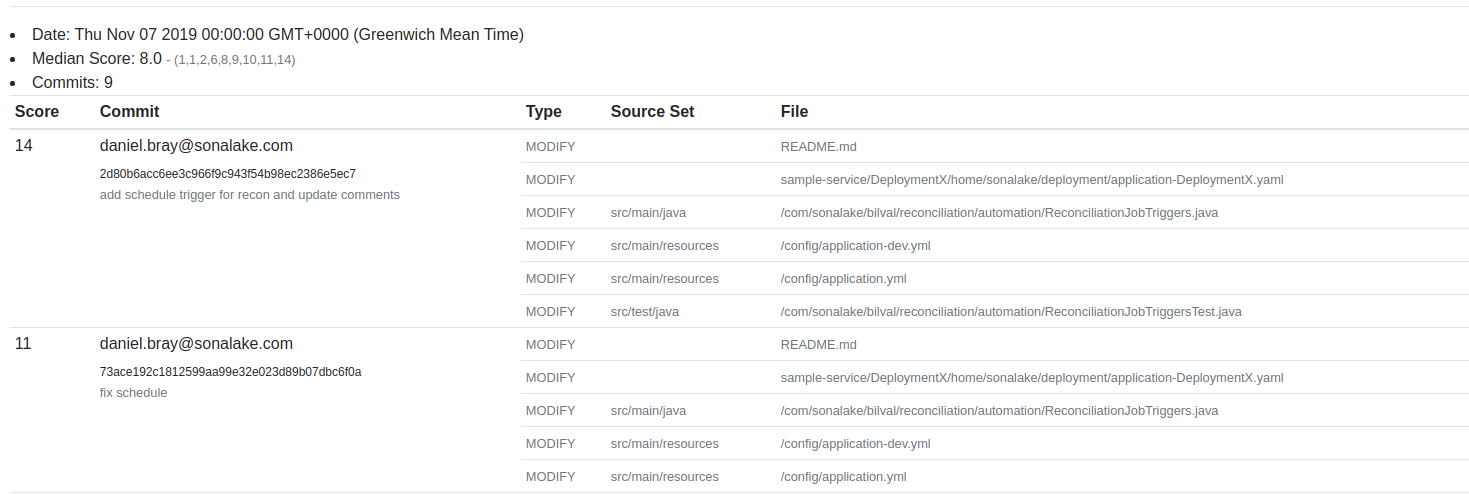 Date: Thu Nov 07 2019 00:00:00 GMT+0000 (Greenwich Mean Time)
Median Score: 8.0 - (1,1,2,6,8,9,10,11,14)
Commits: 9
Score Commit Type Source Set File
14 daniel.bray@sonalake.com MODIFY README.md
2d80b6acc6ee3c966f9c943f54b98ec2386e5ec7
MODIFY sample-service/DeploymentX/home/sonalake/deployment/application-DeploymentX.yaml
add schedule trigger for recon and update comments
MODIFY src/main/java /com/sonalake/bilval/reconciliation/automation/ReconciliationJobTriggers.java
MODIFY src/main/resources /config/application-dev.yml
MODIFY src/main/resources /config/application.yml
MODIFY src/test/java /com/sonalake/bilval/reconciliation/automation/ReconciliationJobTriggersTest.java
11 daniel.bray@sonalake.com MODIFY README.md
73ace192c1812599aa99e32e023d89b07dbc6f0a
MODIFY sample-service/DeploymentX/home/sonalake/deployment/application-DeploymentX.yaml
fix schedule
MODIFY src/main/java /com/sonalake/bilval/reconciliation/automation/ReconciliationJobTriggers.java
MODIFY src/main/resources /config/application-dev.yml
MODIFY src/main/resources /config/application.yml